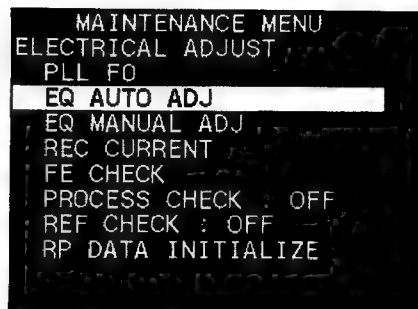 MAINTENANCE MENU
ELECTRICAL ADJUST
PLL FO
EQ AUTO ADJ
EQ MANUAL ADJ
REC CURRENT
FE CHECK
PROCESS CHECK : OFF
REF CHECK : OFF
RP DATA INITIALIZE